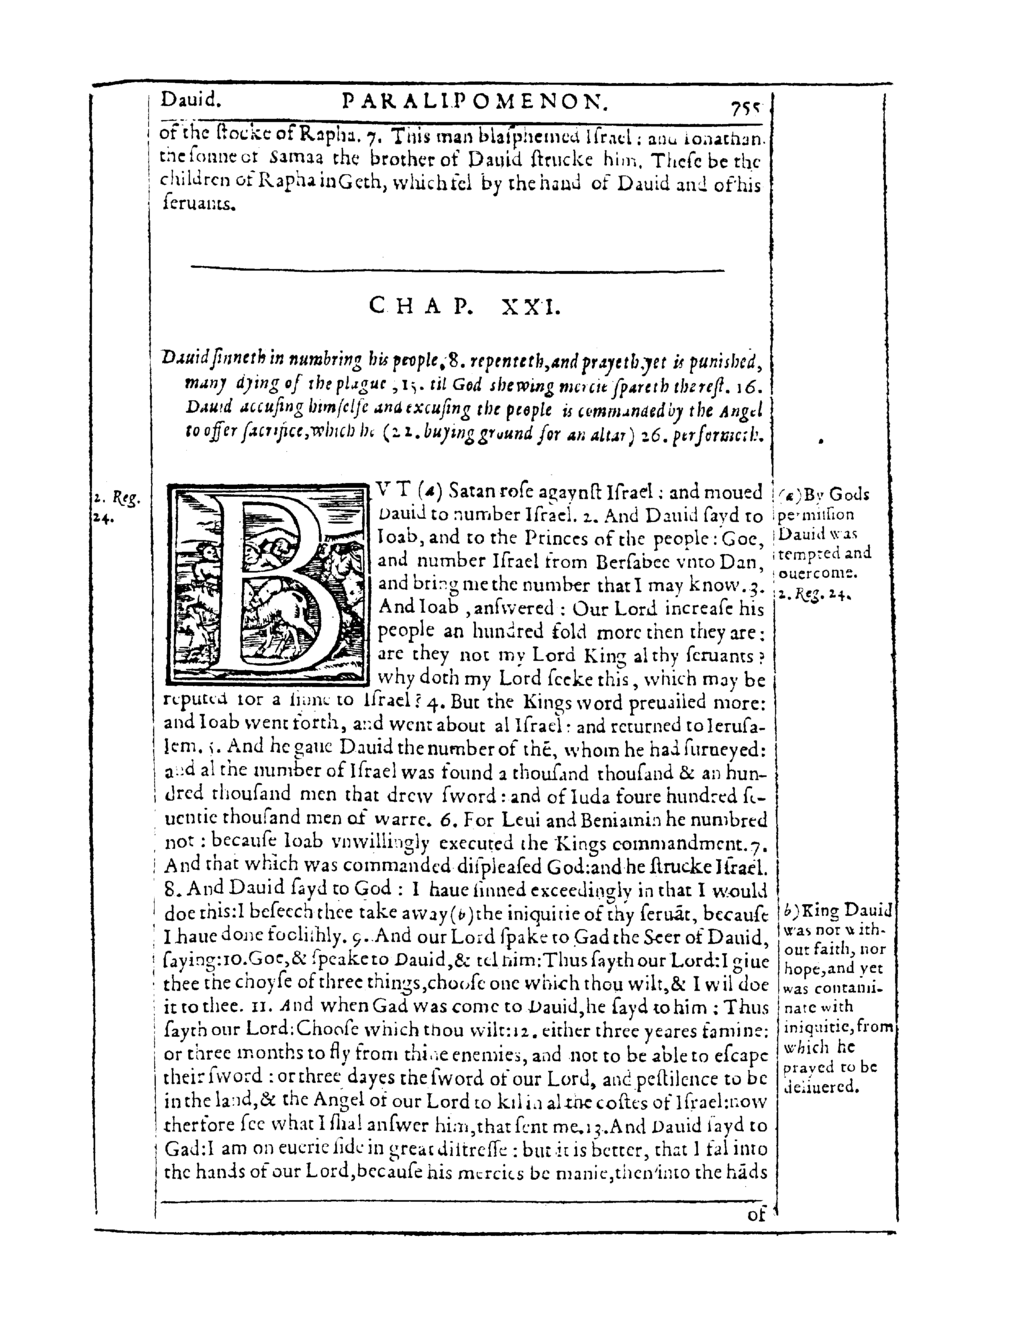 Dauid. PARALIPOMENON. 755
of the ſtocke of Rapha. 7. This man blaſphemed Iſrael: and Ionathan
the ſonne of Samaa the brother of Dauid ſtrucke him. Theſe be the
children of Rapha in Geth, which fel by the hand of Dauid and of his
ſeruants.
CHAP. XXI.
Dauid ſinneth in numbring his people, 8. repenteth, and prayeth, yet is punished,
many dying of the plague, 15. til God shewing mercie ſpareth the reſt. 16.
Dauid accuſing himſelfe and excuſing the people is commanded by the Angel
to offer ſacrifice, which he (22. buying ground for an altar) 26. performeth.
2. Reg.
24.
BVT (a) Satan roſe agaynſt Iſrael: and moued
Dauid to number Iſrael. 2. And Dauid ſayd to
Ioab, and to the Princes of the people: Goe,
and number Iſrael from Berſabee vnto Dan,
and bring me the number that I may know. 3.
And Ioab, anſwered: Our Lord increaſe his
people an hundred fold more then they are:
are they not my Lord King al thy ſeruants?
why doth my Lord ſeeke this, which may be
reputed for a ſinne to Iſrael? 4. But the Kings word preuailed more:
and Ioab went forth, and went about al Iſrael: and returned to Ieruſa-
lem. 5. And he gaue Dauid the number of thē, whom he had ſurueyed:
and al the number of Iſrael was found a thouſand thouſand & an hun-
dred thouſand men that drew ſword: and of Iuda foure hundred ſe-
uentie thouſand men of warre. 6. For Leui and Beniamin he numbred
not: becauſe Ioab vnwillingly executed the Kings commandment. 7.
And that which was commanded diſpleaſed God: and he ſtrucke Iſrael.
8. And Dauid ſayd to God: I haue ſinned exceedingly in that I would
doe this: I beſeech thee take away (b) the iniquitie of thy ſeruāt, becauſe
I haue done fooliſhly. 9. And our Lord ſpake to Gad the Seer of Dauid,
ſaying: 10. Goe, & ſpeake to Dauid, & tel him: Thus ſayth our Lord: I giue
thee the choyſe of three things, chooſe one which thou wilt, & I wil doe
it to thee. 11. And when Gad was come to Dauid, he ſayd to him: Thus
ſayth our Lord: Chooſe which thou wilt: 12. either three yeares famine:
or three months to fly from thine enemies, and not to be able to eſcape
their ſword: or three dayes the ſword of our Lord, and peſtilence to be
in the land, & the Angel of our Lord to kil in al the coſtes of Iſrael: now
therfore ſee what I ſhal anſwer him, that ſent me. 13. And Dauid ſayd to
Gad: I am on euerie ſide in great diſtreſſe: but it is better, that I fal into
the hands of our Lord, becauſe his mercies be manie, then into the hāds
of
(a) By Gods
permiſſion
Dauid was
tempted and
ouercome.
2. Reg. 24.
b) King Dauid
was not with-
out faith, nor
hope, and yet
was contami-
nate with
iniquitie, from
which he
prayed to be
deliuered.